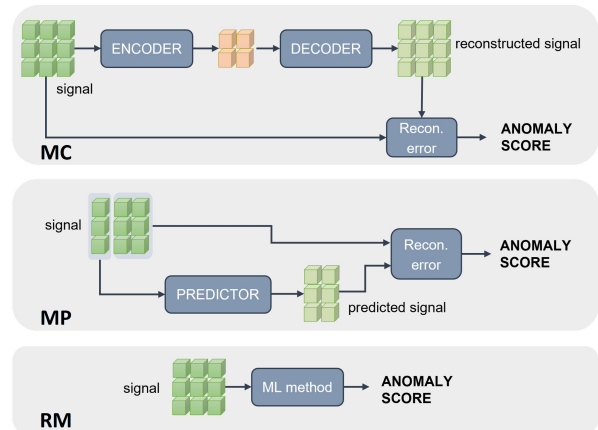 ENCODER
DECODER
reconstructed signal
signal
Recon.
error
ANOMALY
SCORE
MC
signal
Recon.
error
ANOMALY
SCORE
PREDICTOR
predicted signal
MP
signal
ML method
ANOMALY
SCORE
RM